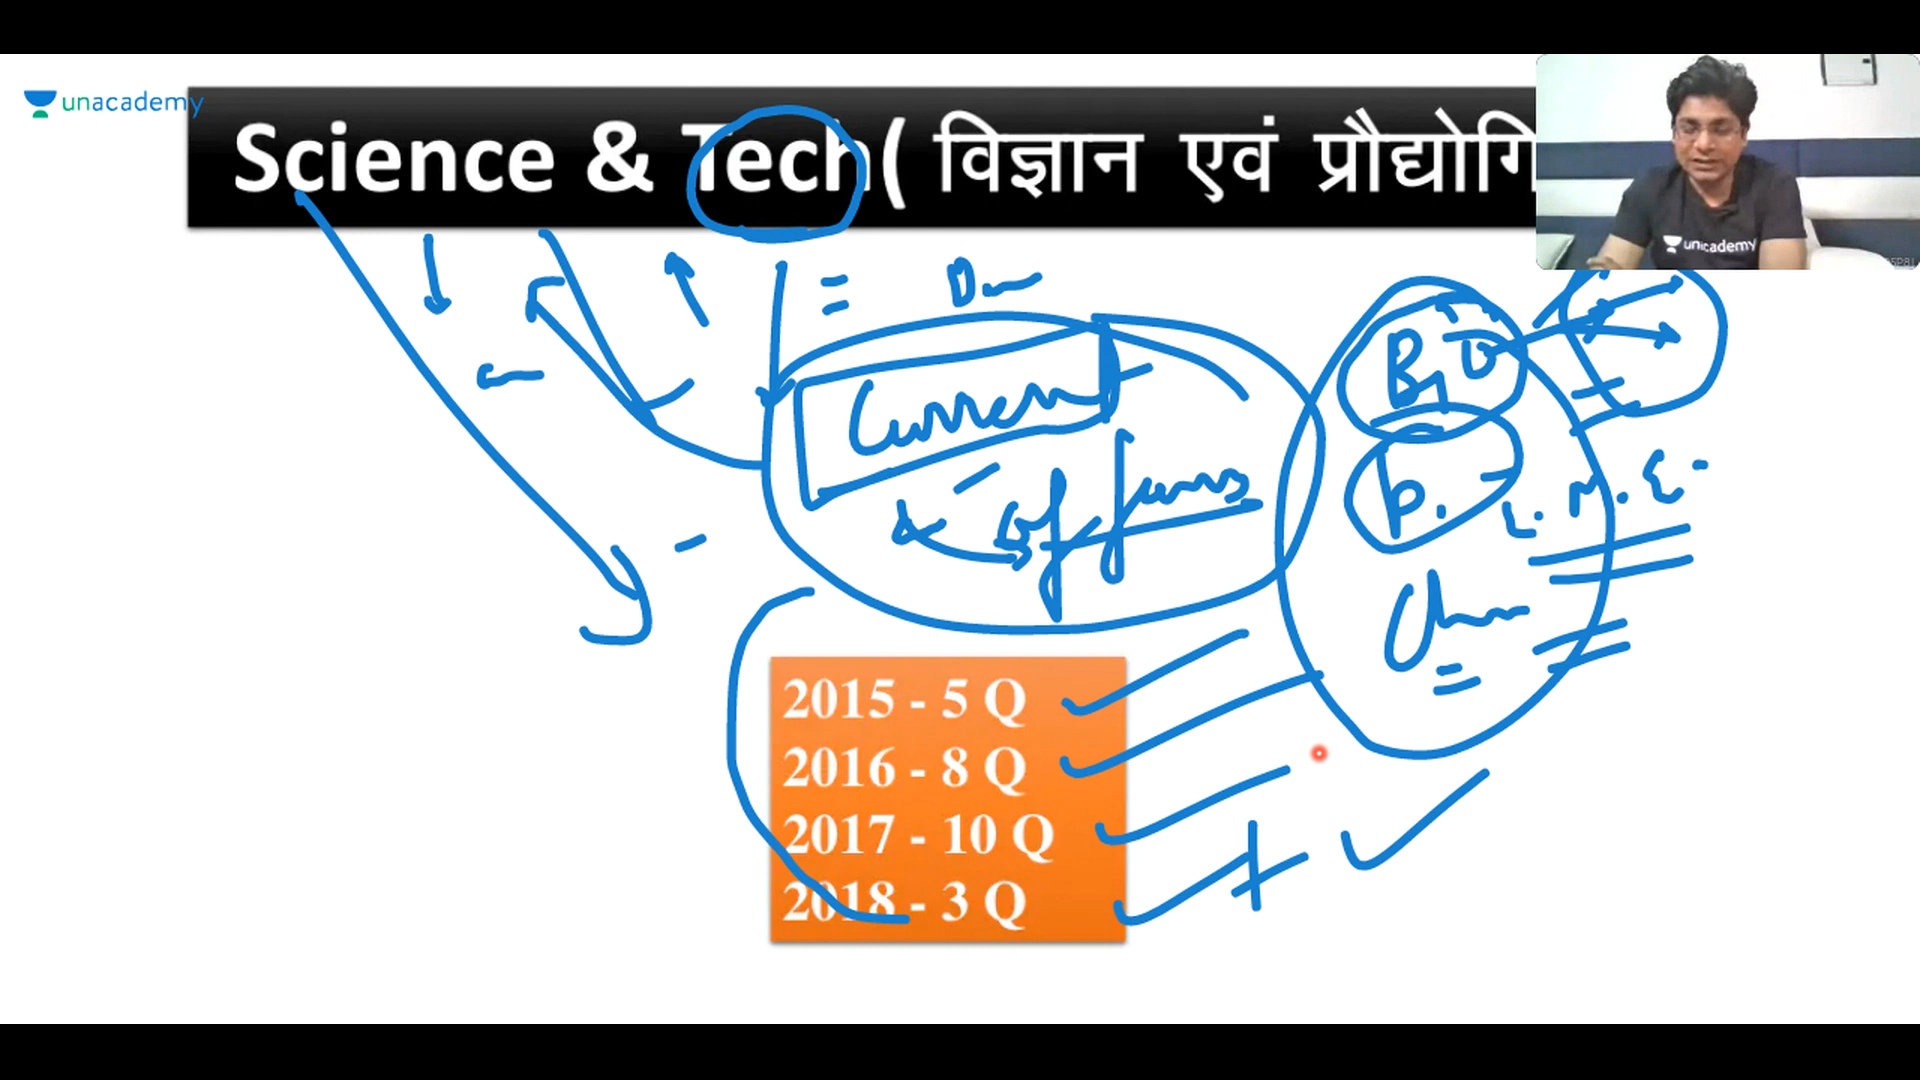 unacademy
Science & Tech( विज्ञान एवं प्रौद्योगि
unacademy
Current
P.
L. M. E.
2015 - 5 Q
2016 - 8 Q
2017 - 10 Q
2018 - 3 Q